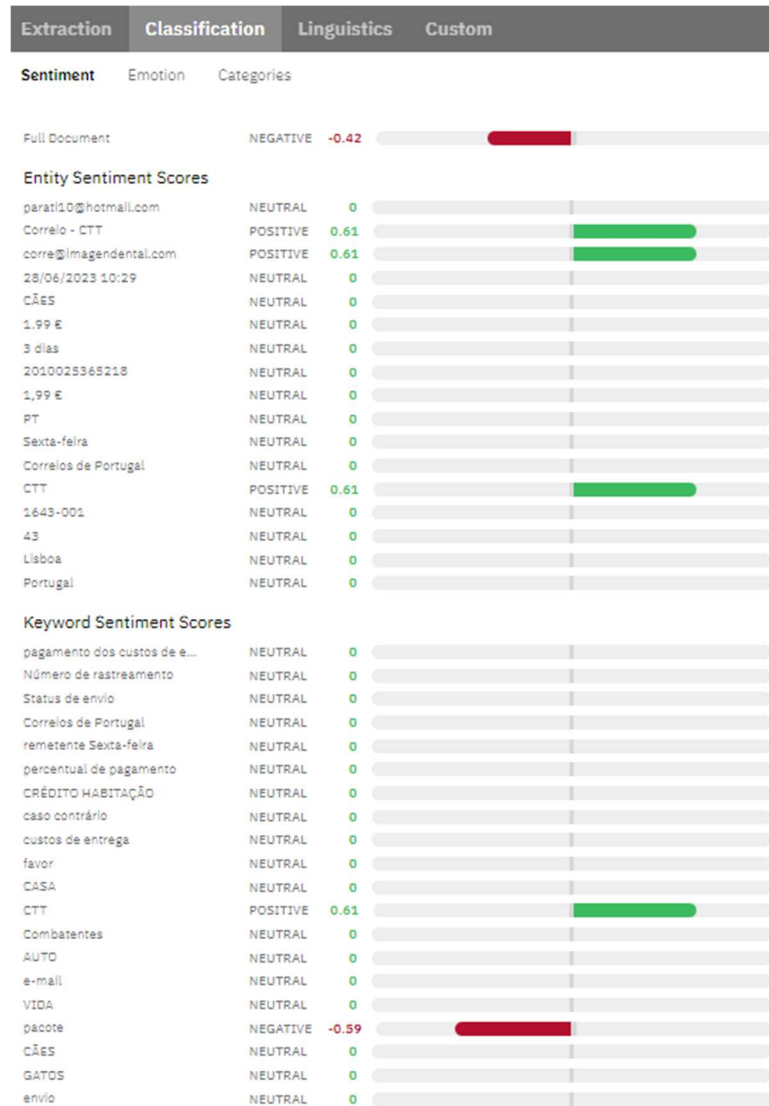 Extraction Classification Linguistics Custom
Sentiment Emotion Categories
Full Document NEGATIVE -0.42
Entity Sentiment Scores
parati10@hotmail.com NEUTRAL 0
Correio - CTT POSITIVE 0.61
corre@imagendental.com POSITIVE 0.61
28/06/2023 10:29 NEUTRAL 0
CÃES NEUTRAL 0
1.99 € NEUTRAL 0
3 dias NEUTRAL 0
2010025365218 NEUTRAL 0
1,99 € NEUTRAL 0
PT NEUTRAL 0
Sexta-feira NEUTRAL 0
Correios de Portugal NEUTRAL 0
CTT POSITIVE 0.61
1643-001 NEUTRAL 0
43 NEUTRAL 0
Lisboa NEUTRAL 0
Portugal NEUTRAL 0
Keyword Sentiment Scores
pagamento dos custos de e... NEUTRAL 0
Número de rastreamento NEUTRAL 0
Status de envio NEUTRAL 0
Correios de Portugal NEUTRAL 0
remetente Sexta-feira NEUTRAL 0
percentual de pagamento NEUTRAL 0
CRÉDITO HABITAÇÃO NEUTRAL 0
caso contrário NEUTRAL 0
custos de entrega NEUTRAL 0
favor NEUTRAL 0
CASA NEUTRAL 0
CTT POSITIVE 0.61
Combatentes NEUTRAL 0
AUTO NEUTRAL 0
e-mail NEUTRAL 0
VIDA NEUTRAL 0
pacote NEGATIVE -0.59
CÃES NEUTRAL 0
GATOS NEUTRAL 0
envio NEUTRAL 0